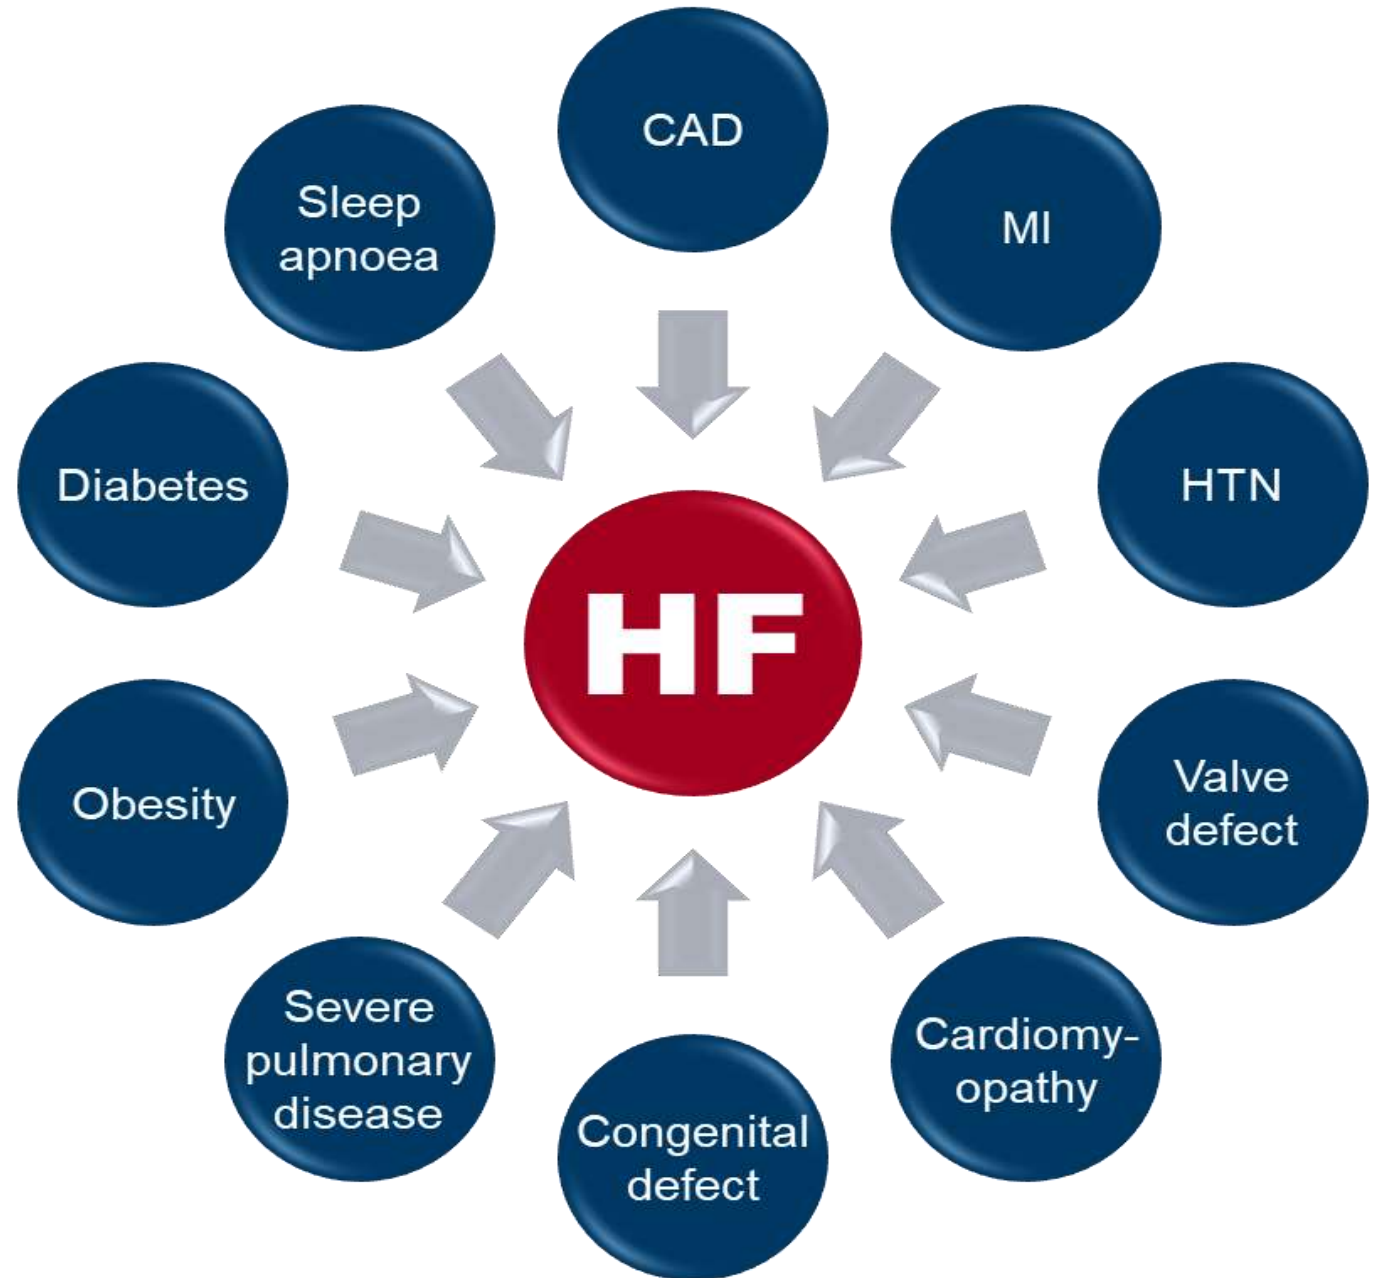 CAD
MI
HTN
Valve
defect
Cardiomy-
opathy
Congenital
defect
Severe
pulmonary
disease
Obesity
Diabetes
Sleep
apnoea
HF